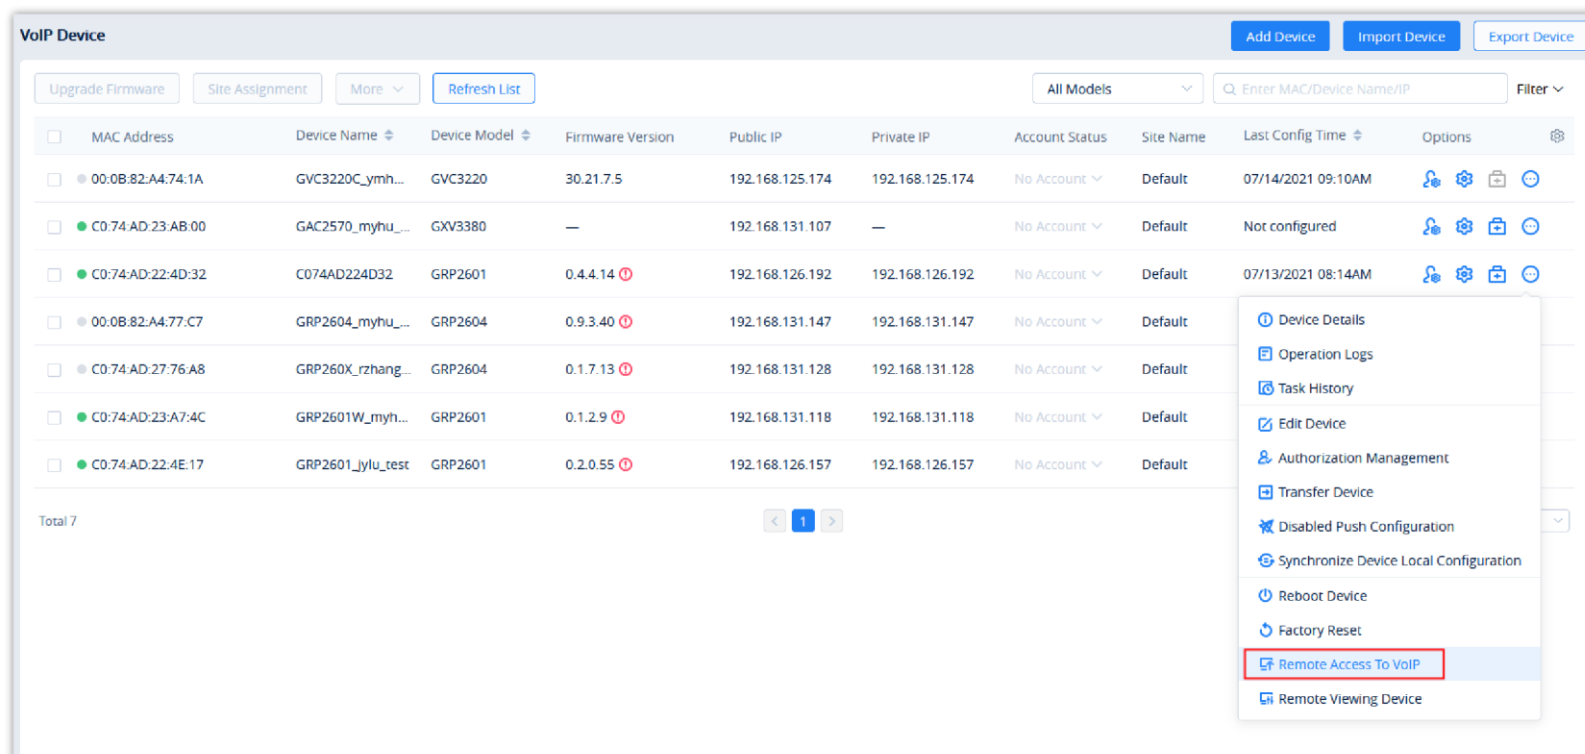 VoIP Device
Add Device Import Device Export Device
Upgrade Firmware Site Assignment More Refresh List All Models Enter MAC/Device Name/IP Filter
MAC Address Device Name Device Model Firmware Version Public IP Private IP Account Status Site Name Last Config Time Options
00:0B:82:A4:74:1A GVC3220C_ymh... GVC3220 30.21.7.5 192.168.125.174 192.168.125.174 No Account Default 07/14/2021 09:10AM
C0:74:AD:23:AB:00 GAC2570_myhu_... GXV3380 — 192.168.131.107 — No Account Default Not configured
C0:74:AD:22:4D:32 C074AD224D32 GRP2601 0.4.4.14 192.168.126.192 192.168.126.192 No Account Default 07/13/2021 08:14AM
00:0B:82:A4:77:C7 GRP2604_myhu_... GRP2604 0.9.3.40 192.168.131.147 192.168.131.147 No Account Default
C0:74:AD:27:76:A8 GRP260X_rzhang... GRP2604 0.1.7.13 192.168.131.128 192.168.131.128 No Account Default
C0:74:AD:23:A7:4C GRP2601W_myh... GRP2601 0.1.2.9 192.168.131.118 192.168.131.118 No Account Default
C0:74:AD:22:4E:17 GRP2601_jylu_test GRP2601 0.2.0.55 192.168.126.157 192.168.126.157 No Account Default
Total 7 < 1 >
Device Details
Operation Logs
Task History
Edit Device
Authorization Management
Transfer Device
Disabled Push Configuration
Synchronize Device Local Configuration
Reboot Device
Factory Reset
Remote Access To VoIP
Remote Viewing Device